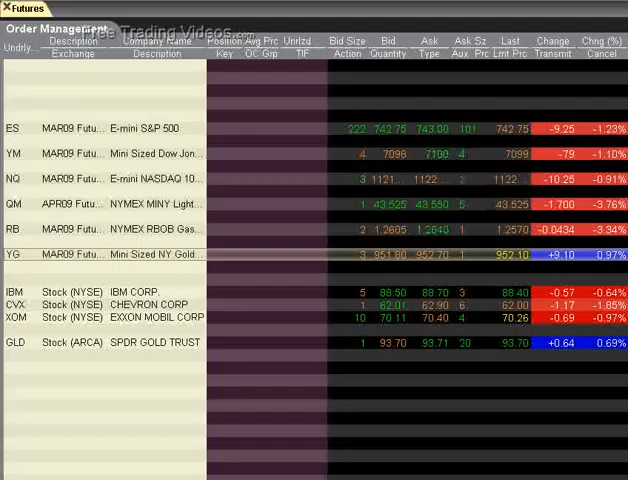 Futures
Order Management
Free Trading Videos.com
Undrly... Description Company Name Position Avg Prc Unrlzd Bid Size Bid Ask Ask Sz Last Change Chng (%)
Exchange Description Key OC Grp TIF Action Quantity Type Aux Prc Lmt Prc Transmit Cancel
ES MAR09 Futu... E-mini S&P 500 222 742.75 743.00 101 742.75 -9.25 -1.23%
YM MAR09 Futu... Mini Sized Dow Jon... 4 7096 7100 4 7099 -79 -1.10%
NQ MAR09 Futu... E-mini NASDAQ 10... 3 1121... 1122... 1122... -10.25 -0.91%
QM APR09 Futu... NYMEX MINY Light... 1 43.525 43.550 5 43.525 -1.700 -3.76%
RB MAR09 Futu... NYMEX RBOB Gas... 2 1.2605 1.2640 1 1.2570 -0.0434 -3.34%
YG MAR09 Futu... Mini Sized NY Gold... 3 951.80 952.70 1 952.10 +9.10 0.97%
IBM Stock (NYSE) IBM CORP. 5 88.50 88.50 3 88.40 -0.57 -0.64%
CVX Stock (NYSE) CHEVRON CORP 1 62.01 62.90 6 62.00 -1.17 -1.85%
XOM Stock (NYSE) EXXON MOBIL CORP 10 70.11 70.40 4 70.26 -0.69 -0.97%
GLD Stock (ARCA) SPDR GOLD TRUST 1 93.70 93.71 20 93.70 +0.64 0.69%